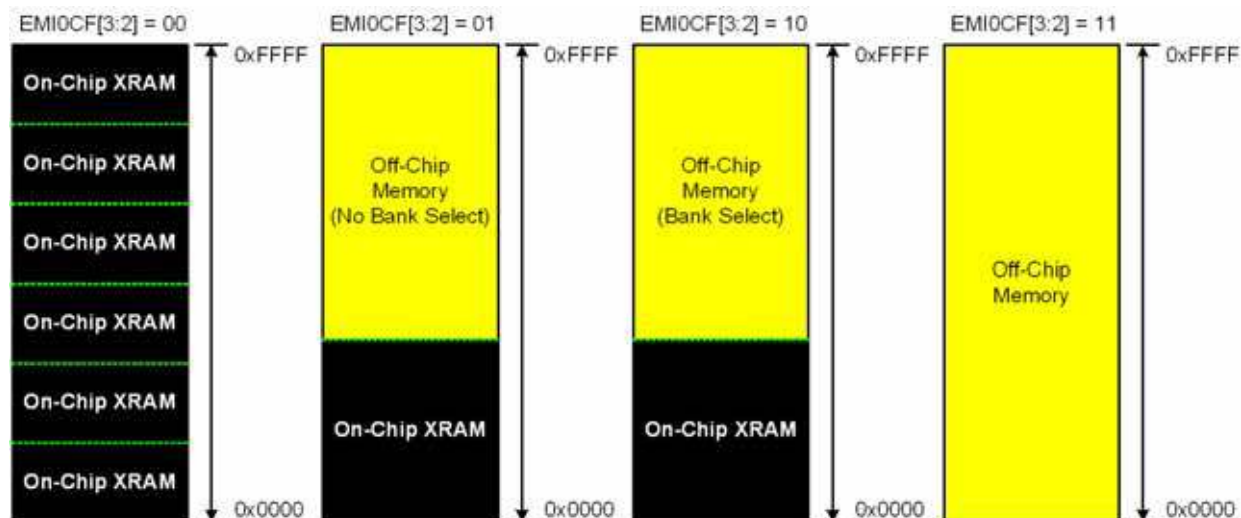 EMI0CF[3:2] = 00
EMI0CF[3:2] = 01
EMI0CF[3:2] = 10
EMI0CF[3:2] = 11
On-Chip XRAM
On-Chip XRAM
On-Chip XRAM
On-Chip XRAM
On-Chip XRAM
On-Chip XRAM
0xFFFF
0x0000
Off-Chip
Memory
(No Bank Select)
On-Chip XRAM
0xFFFF
0x0000
Off-Chip
Memory
(Bank Select)
On-Chip XRAM
0xFFFF
0x0000
Off-Chip
Memory
0xFFFF
0x0000